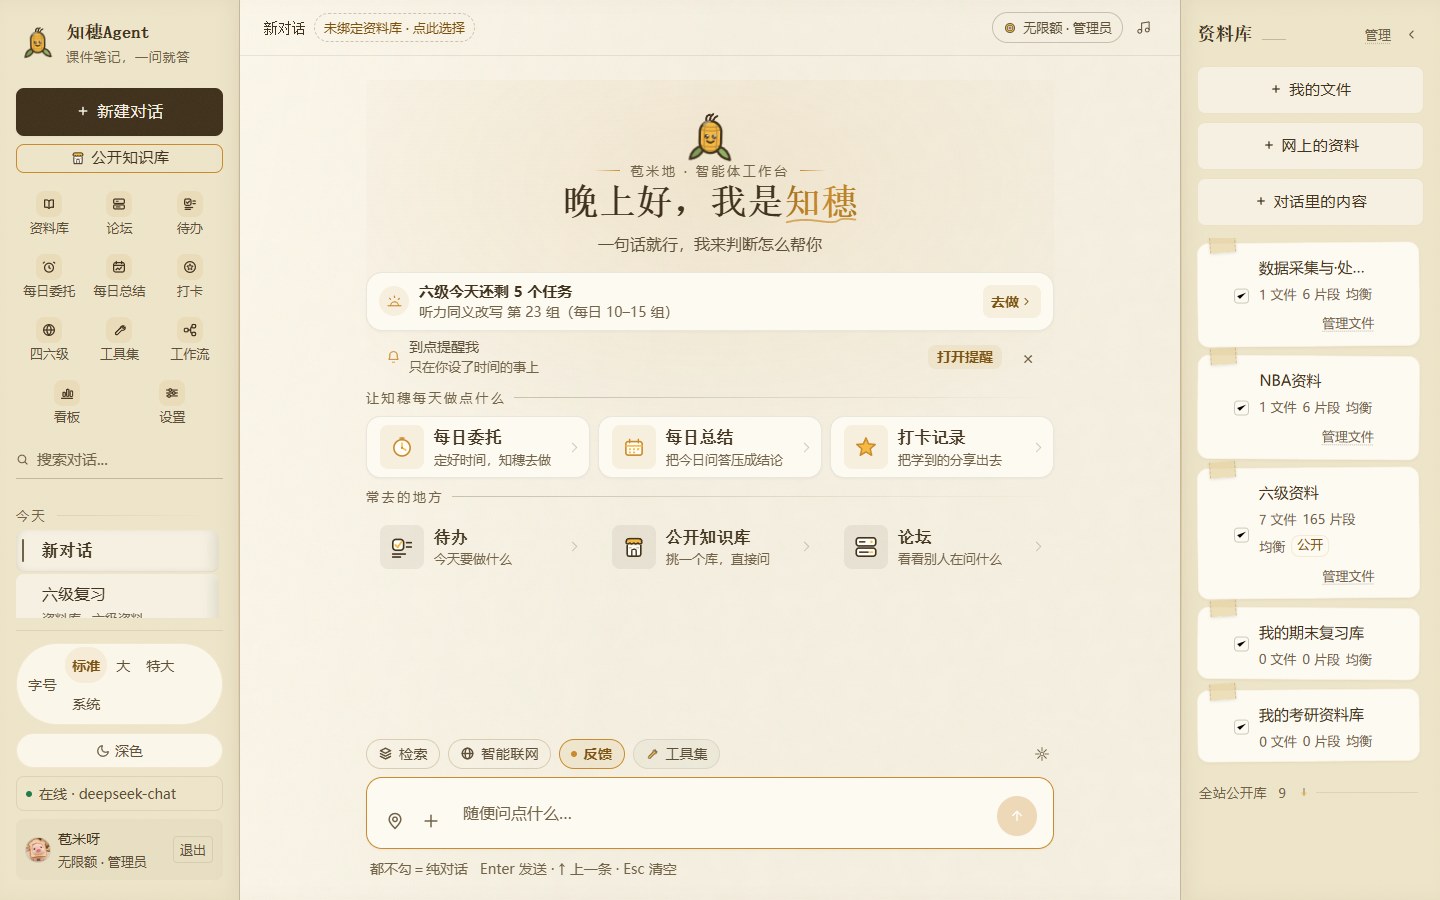 知穗Agent
课件笔记，一问就答
+ 新建对话
公开知识库
资料库 论坛 待办
每日委托 每日总结 打卡
四六级 工具集 工作流
看板 设置
搜索对话...
今天
新对话
六级复习
资料库 · 六级资料
字号 标准 大 特大
系统
深色
在线 · deepseek-chat
苞米呀
无限额 · 管理员
退出
新对话 未绑定资料库 · 点此选择
无限额 · 管理员
苞米地 · 智能体工作台
晚上好，我是知穗
一句话就行，我来判断怎么帮你
六级今天还剩 5 个任务
听力同义改写 第 23 组（每日 10–15 组）
去做
到点提醒我
只在你设了时间的事上
打开提醒 ×
让知穗每天做点什么
每日委托
定好时间，知穗去做
每日总结
把今日问答压成结论
打卡记录
把学到的分享出去
常去的地方
待办
今天要做什么
公开知识库
挑一个库，直接问
论坛
看看别人在问什么
检索 智能联网 反馈 工具集
随便问点什么...
都不勾 = 纯对话 Enter 发送 · ↑ 上一条 · Esc 清空
资料库 管理
+ 我的文件
+ 网上的资料
+ 对话里的内容
数据采集与·处...
1 文件 6 片段 均衡
管理文件
NBA资料
1 文件 6 片段 均衡
管理文件
六级资料
7 文件 165 片段
均衡 公开
管理文件
我的期末复习库
0 文件 0 片段 均衡
我的考研资料库
0 文件 0 片段 均衡
全站公开库 9